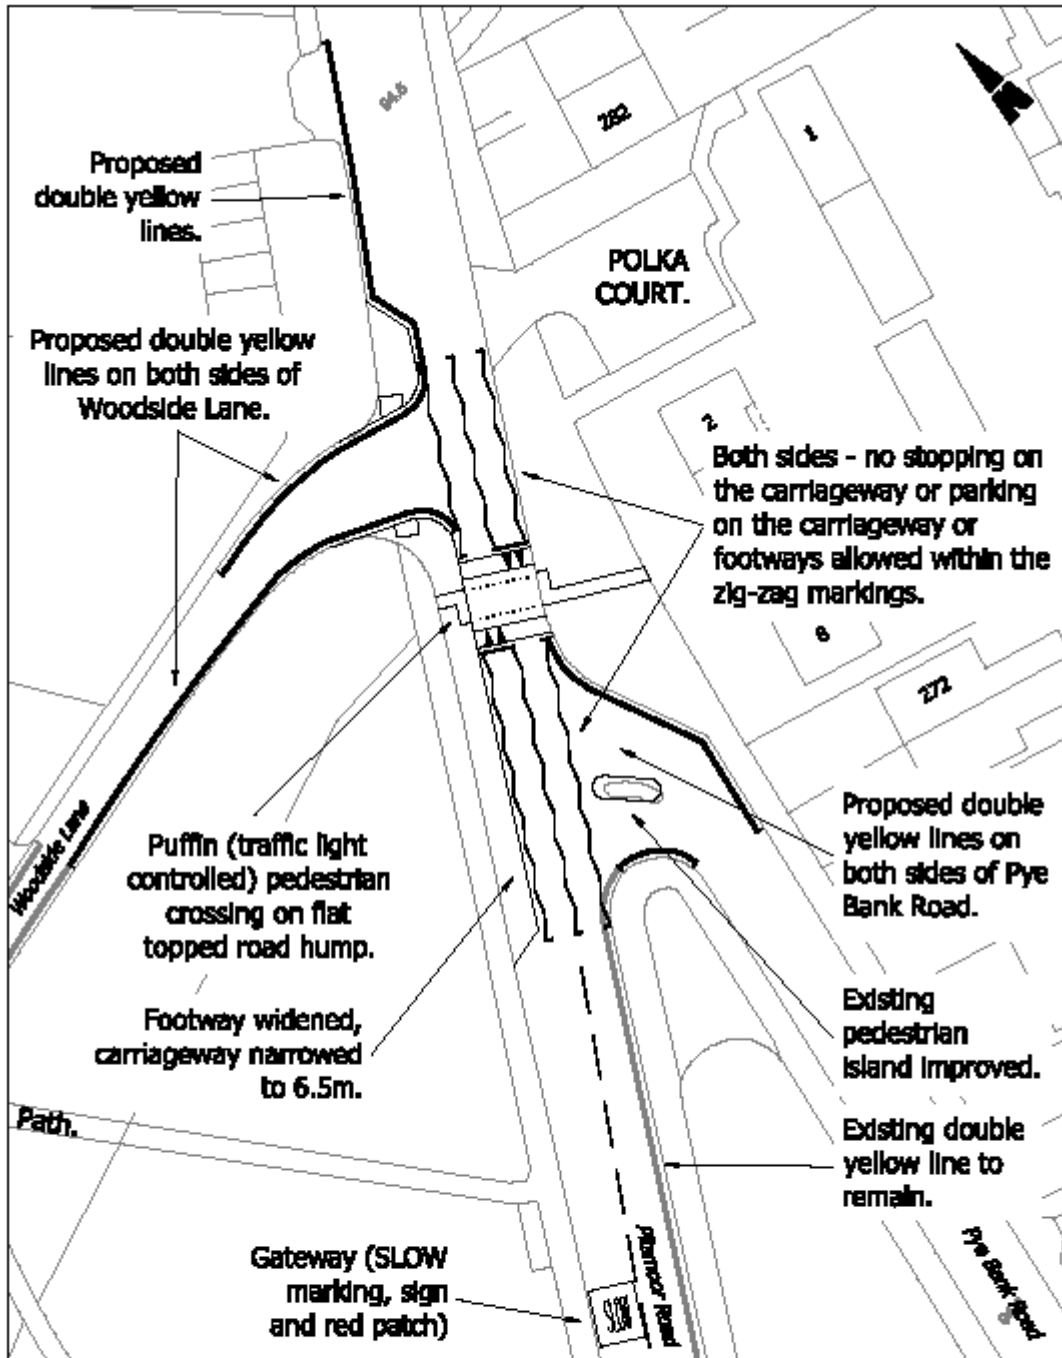 94.6
282
1
Proposed
double yellow
lines.
POLKA
COURT.
Proposed double yellow
lines on both sides of
Woodside Lane.
2
Both sides - no stopping on
the carriageway or parking
on the carriageway or
footways allowed within the
zig-zag markings.
6
272
Woodside Lane
Puffin (traffic light
controlled) pedestrian
crossing on flat
topped road hump.
Proposed double
yellow lines on
both sides of Pye
Bank Road.
Footway widened,
carriageway narrowed
to 6.5m.
Existing
pedestrian
island improved.
Path.
Existing double
yellow line to
remain.
Gateway (SLOW
marking, sign
and red patch)
SLOW
Pitsmoor Road
Pye Bank Road